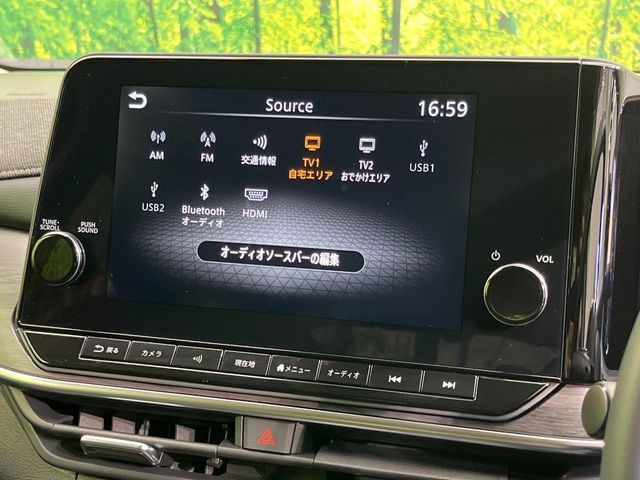 Source
16:59
AM
FM
交通情報
TV1
自宅エリア
TV2
おでかけエリア
USB1
USB2
Bluetooth
オーディオ
HDMI
オーディオソースバーの編集
TUNE·
SCROLL
PUSH
SOUND
VOL
戻る
カメラ
現在地
メニュー
オーディオ